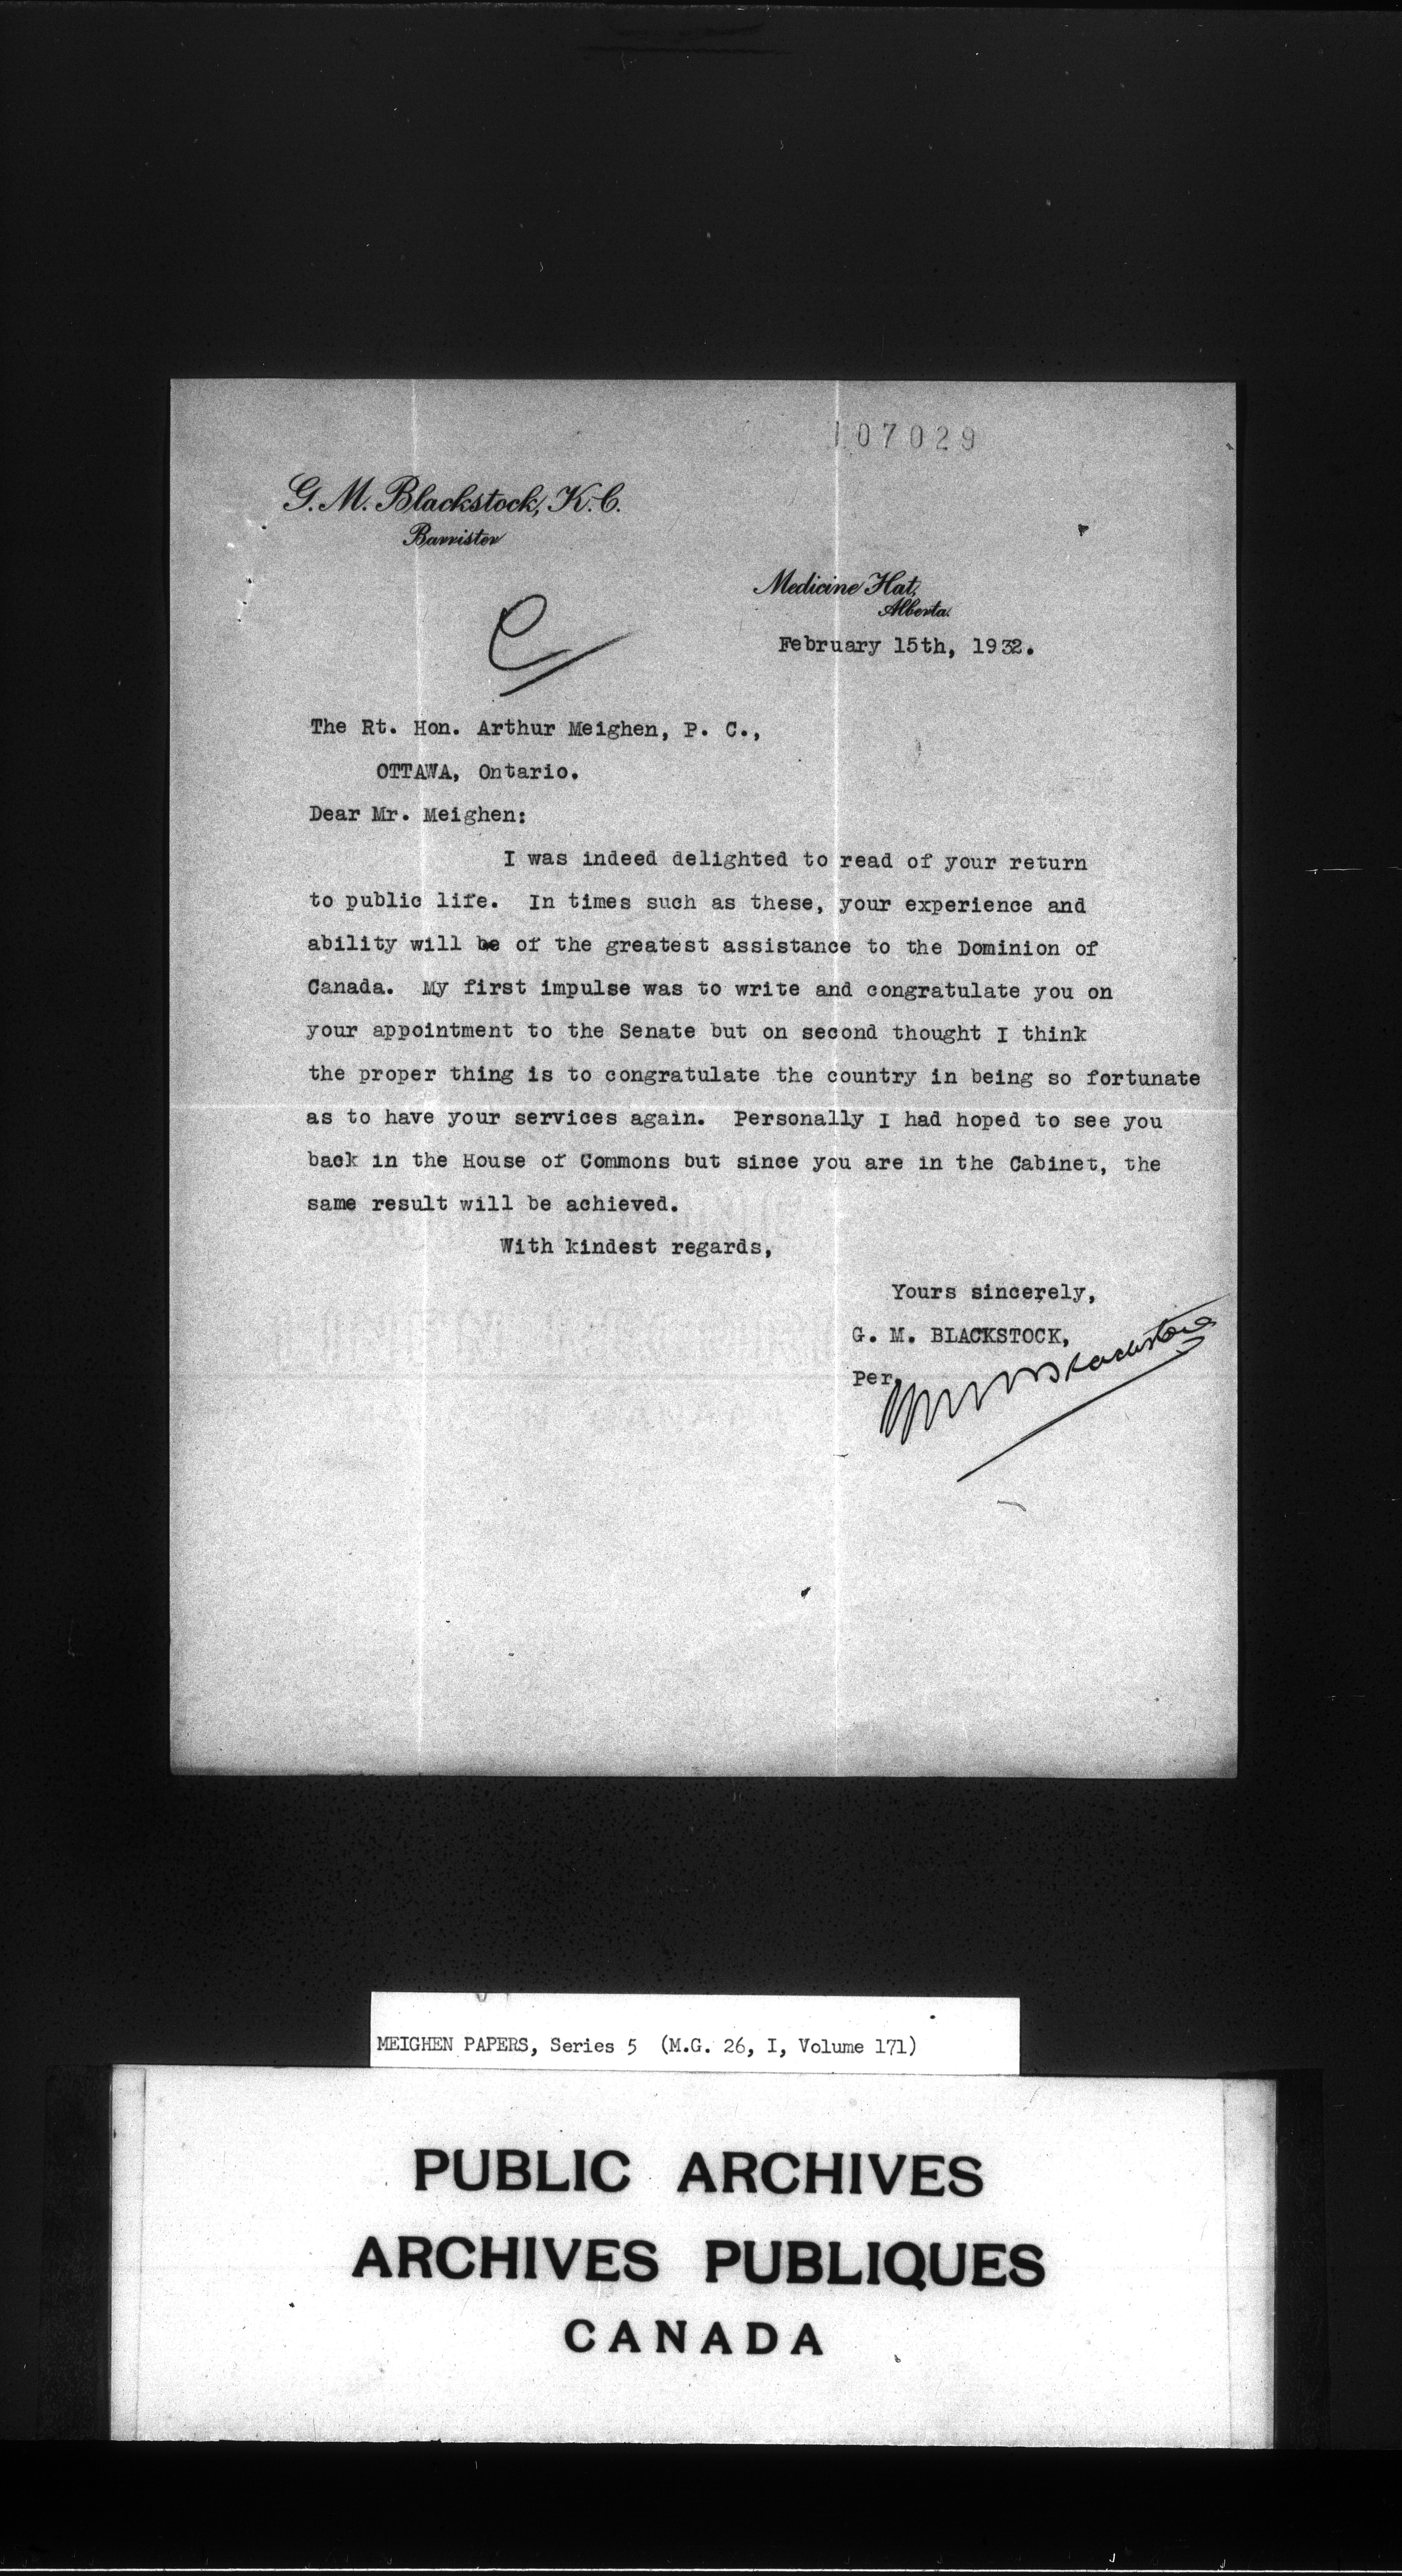 107029
G. M. Blackstock, K.C.
Barrister
Medicine Hat,
Alberta.
February 15th, 1932.
The Rt. Hon. Arthur Meighen, P. C.,
OTTAWA, Ontario.
Dear Mr. Meighen:
I was indeed delighted to read of your return
to public life. In times such as these, your experience and
ability will be of the greatest assistance to the Dominion of
Canada. My first impulse was to write and congratulate you on
your appointment to the Senate but on second thought I think
the proper thing is to congratulate the country in being so fortunate
as to have your services again. Personally I had hoped to see you
back in the House of Commons but since you are in the Cabinet, the
same result will be achieved.
With kindest regards,
Yours sincerely,
G. M. BLACKSTOCK,
Per.
Blackstock
MEIGHEN PAPERS, Series 5 (M.G. 26, I, Volume 171)
PUBLIC ARCHIVES
ARCHIVES PUBLIQUES
CANADA